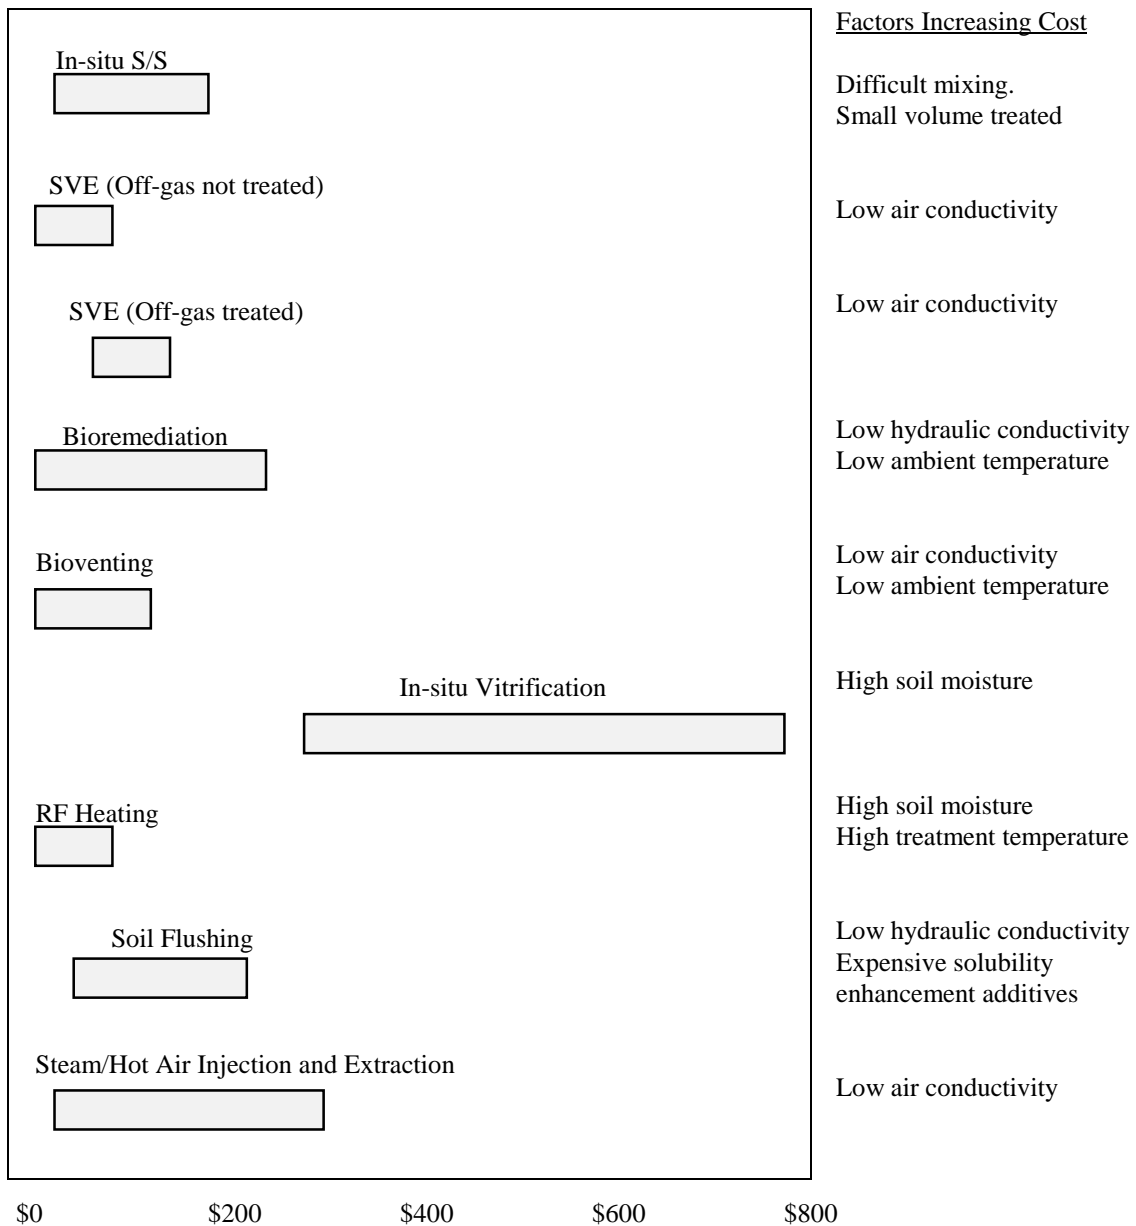 Factors Increasing Cost
In-situ S/S
Difficult mixing.
Small volume treated
SVE (Off-gas not treated)
Low air conductivity
SVE (Off-gas treated)
Low air conductivity
Bioremediation
Low hydraulic conductivity
Low ambient temperature
Bioventing
Low air conductivity
Low ambient temperature
In-situ Vitrification
High soil moisture
RF Heating
High soil moisture
High treatment temperature
Soil Flushing
Low hydraulic conductivity
Expensive solubility
enhancement additives
Steam/Hot Air Injection and Extraction
Low air conductivity
$0 $200 $400 $600 $800